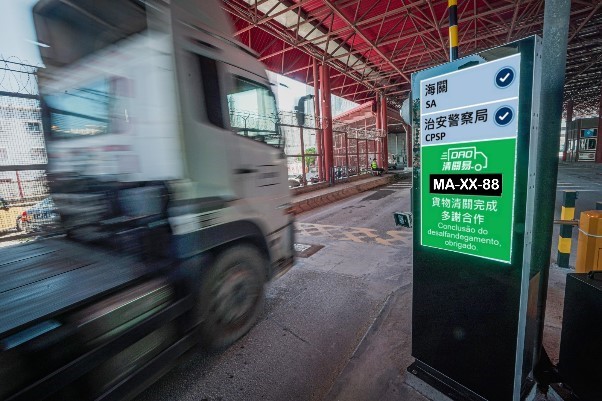 海關
SA
治安警察局
CPSP
DAO
清關易
MA-XX-88
貨物清關完成
多謝合作
Conclusão do
desalfandegamento,
obrigado